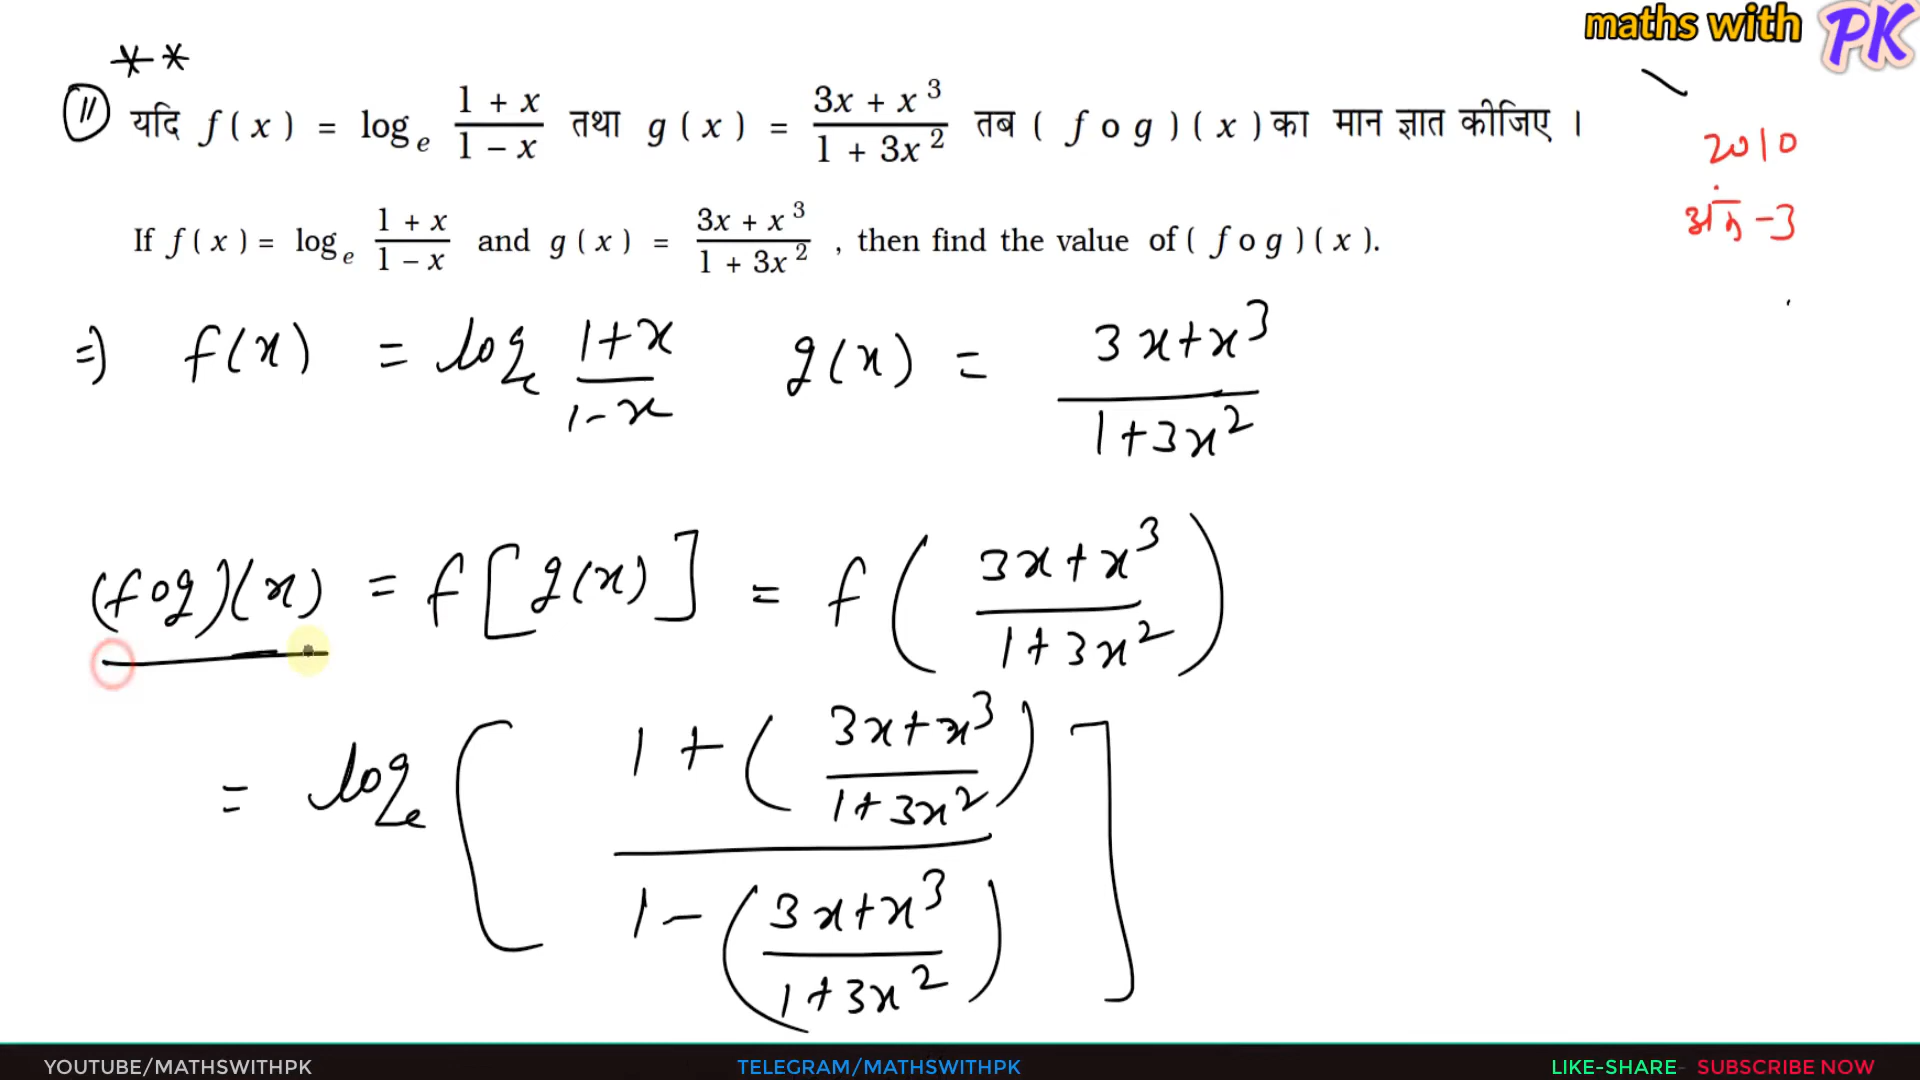 maths with PK
**
11 यदि f ( x ) = logₑ (1 + x)/(1 – x) तथा g ( x ) = (3x + x³)/(1 + 3x²) तब ( f o g ) ( x ) का मान ज्ञात कीजिए ।
2010
अंक -3
If f ( x ) = logₑ (1 + x)/(1 – x) and g ( x ) = (3x + x³)/(1 + 3x²) , then find the value of ( f o g ) ( x ).
⇒ f(x) = logₑ (1+x)/(1-x) g(x) = (3x+x³)/(1+3x²)
(fog)(x) = f[g(x)] = f((3x+x³)/(1+3x²))
= logₑ [(1+((3x+x³)/(1+3x²)))/(1-((3x+x³)/(1+3x²)))]
YOUTUBE/MATHSWITHPK TELEGRAM/MATHSWITHPK LIKE-SHARE- SUBSCRIBE NOW